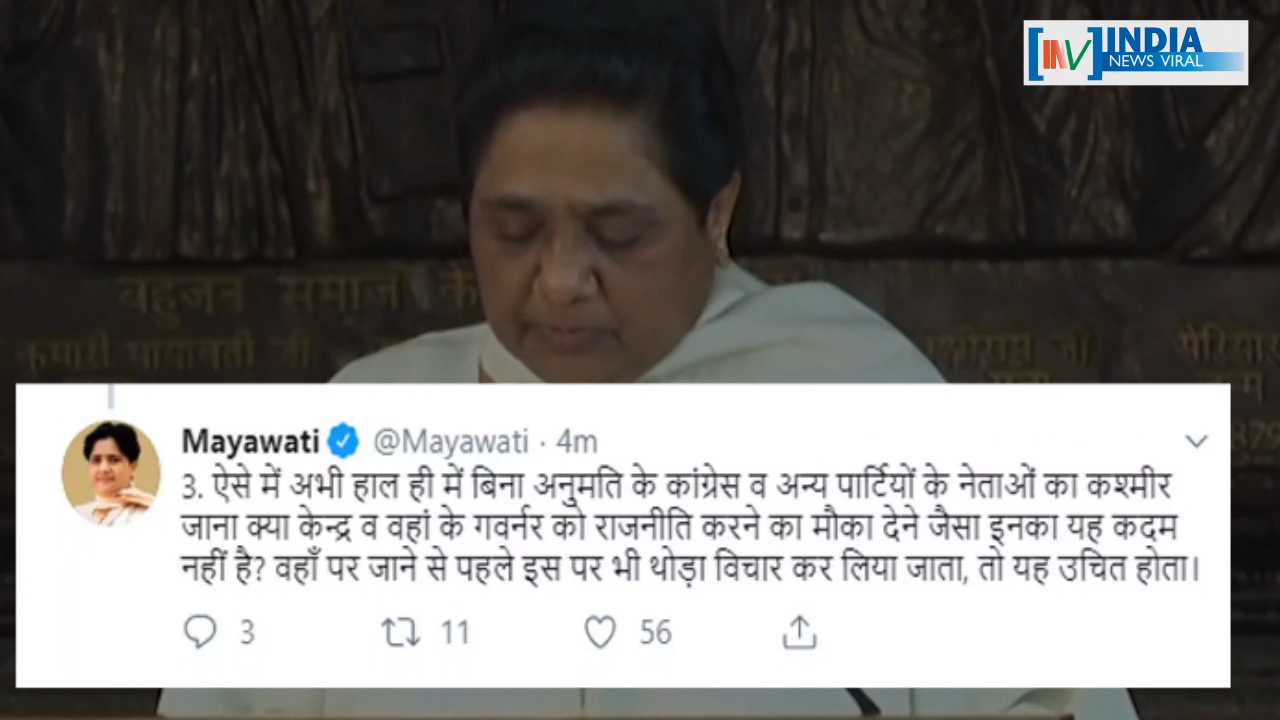 INDIA
NEWS VIRAL
बहुजन समाज के
कुमारी मायावती जी
Mayawati @Mayawati · 4m
3. ऐसे में अभी हाल ही में बिना अनुमति के कांग्रेस व अन्य पार्टियों के नेताओं का कश्मीर
जाना क्या केन्द्र व वहां के गवर्नर को राजनीति करने का मौका देने जैसा इनका यह कदम
नहीं है? वहाँ पर जाने से पहले इस पर भी थोड़ा विचार कर लिया जाता, तो यह उचित होता।
3 11 56